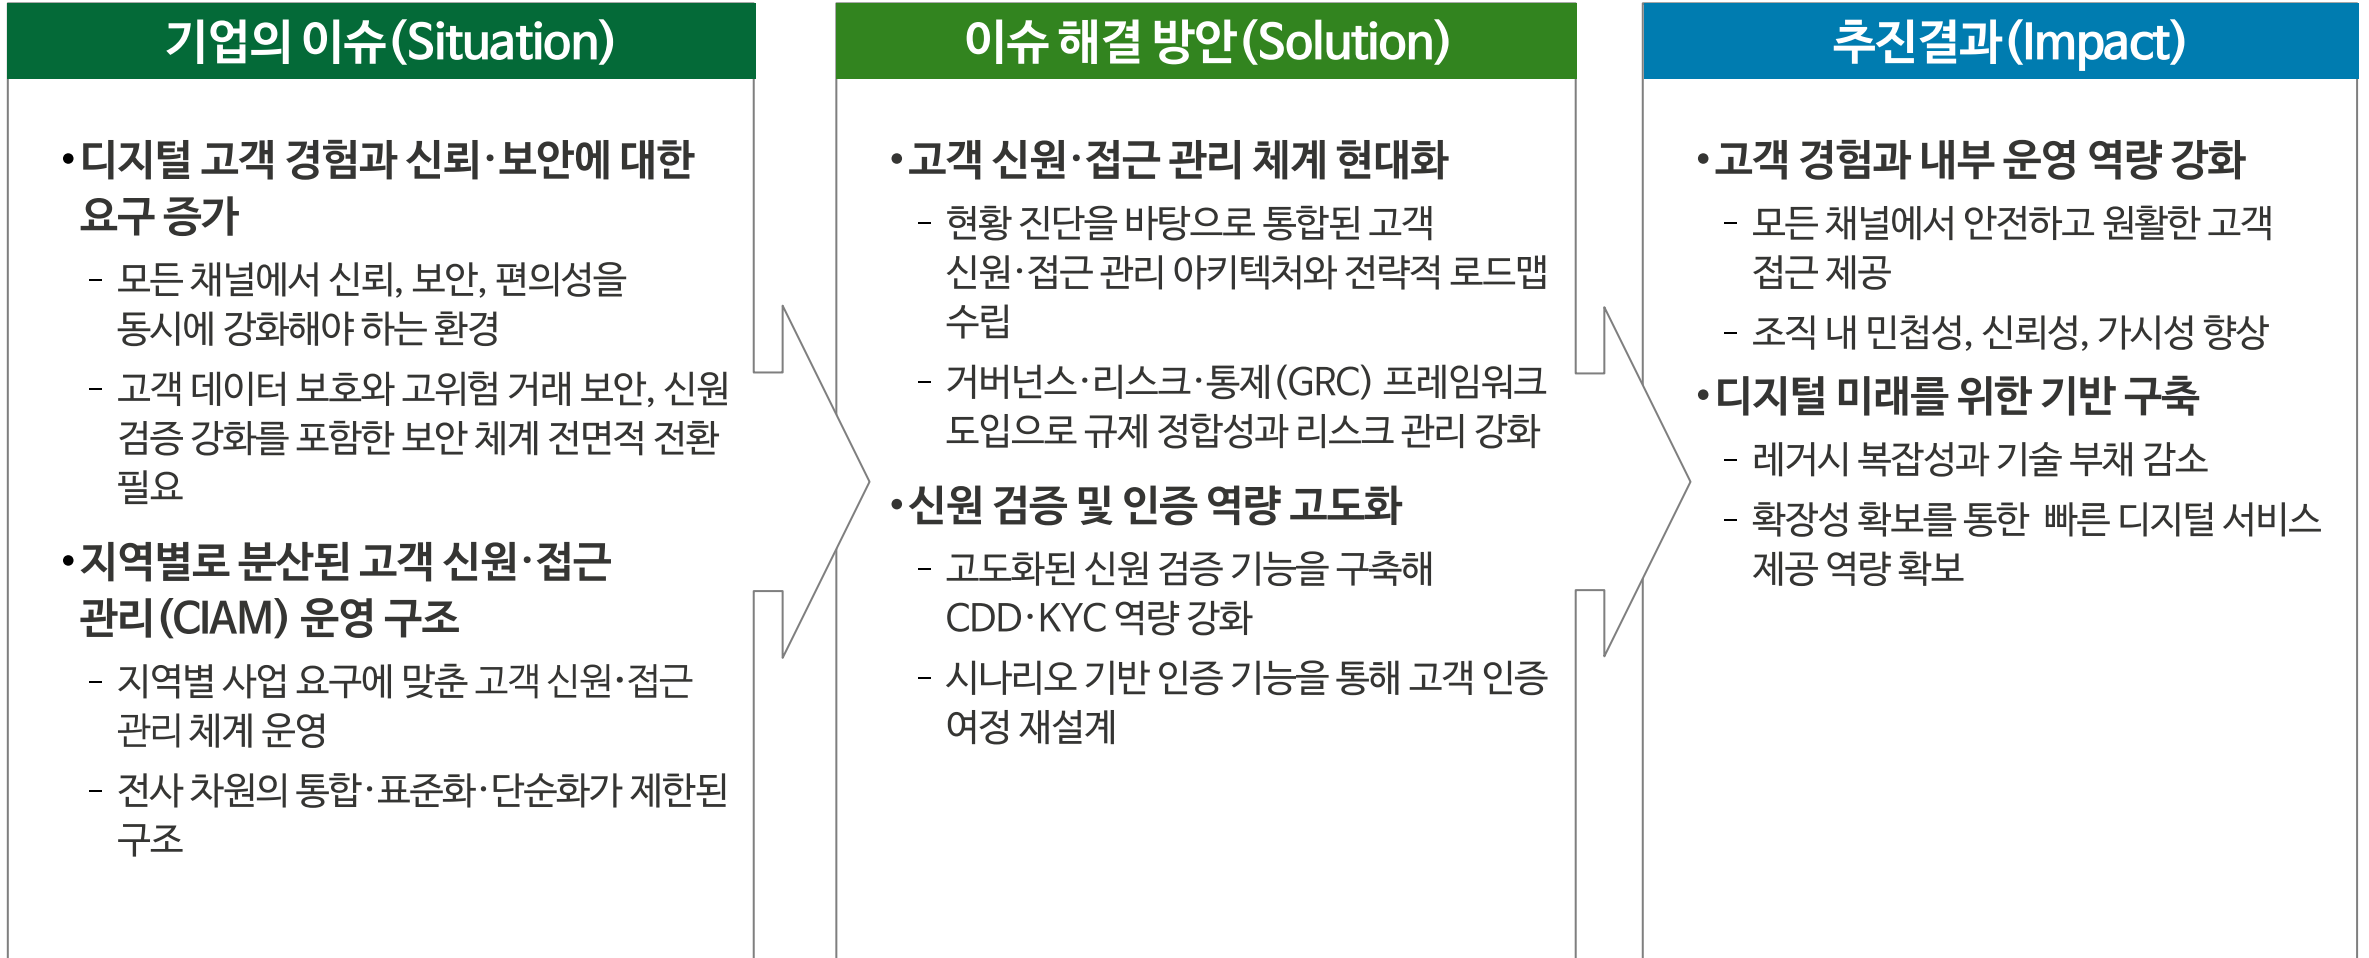 기업의 이슈(Situation)
•디지털 고객 경험과 신뢰·보안에 대한
요구 증가
- 모든 채널에서 신뢰, 보안, 편의성을
동시에 강화해야 하는 환경
- 고객 데이터 보호와 고위험 거래 보안, 신원
검증 강화를 포함한 보안 체계 전면적 전환
필요
•지역별로 분산된 고객 신원·접근
관리(CIAM) 운영 구조
- 지역별 사업 요구에 맞춘 고객 신원·접근
관리 체계 운영
- 전사 차원의 통합·표준화·단순화가 제한된
구조
이슈 해결 방안(Solution)
•고객 신원·접근 관리 체계 현대화
- 현황 진단을 바탕으로 통합된 고객
신원·접근 관리 아키텍처와 전략적 로드맵
수립
- 거버넌스·리스크·통제(GRC) 프레임워크
도입으로 규제 정합성과 리스크 관리 강화
•신원 검증 및 인증 역량 고도화
- 고도화된 신원 검증 기능을 구축해
CDD·KYC 역량 강화
- 시나리오 기반 인증 기능을 통해 고객 인증
여정 재설계
추진결과(Impact)
•고객 경험과 내부 운영 역량 강화
- 모든 채널에서 안전하고 원활한 고객
접근 제공
- 조직 내 민첩성, 신뢰성, 가시성 향상
•디지털 미래를 위한 기반 구축
- 레거시 복잡성과 기술 부채 감소
- 확장성 확보를 통한 빠른 디지털 서비스
제공 역량 확보